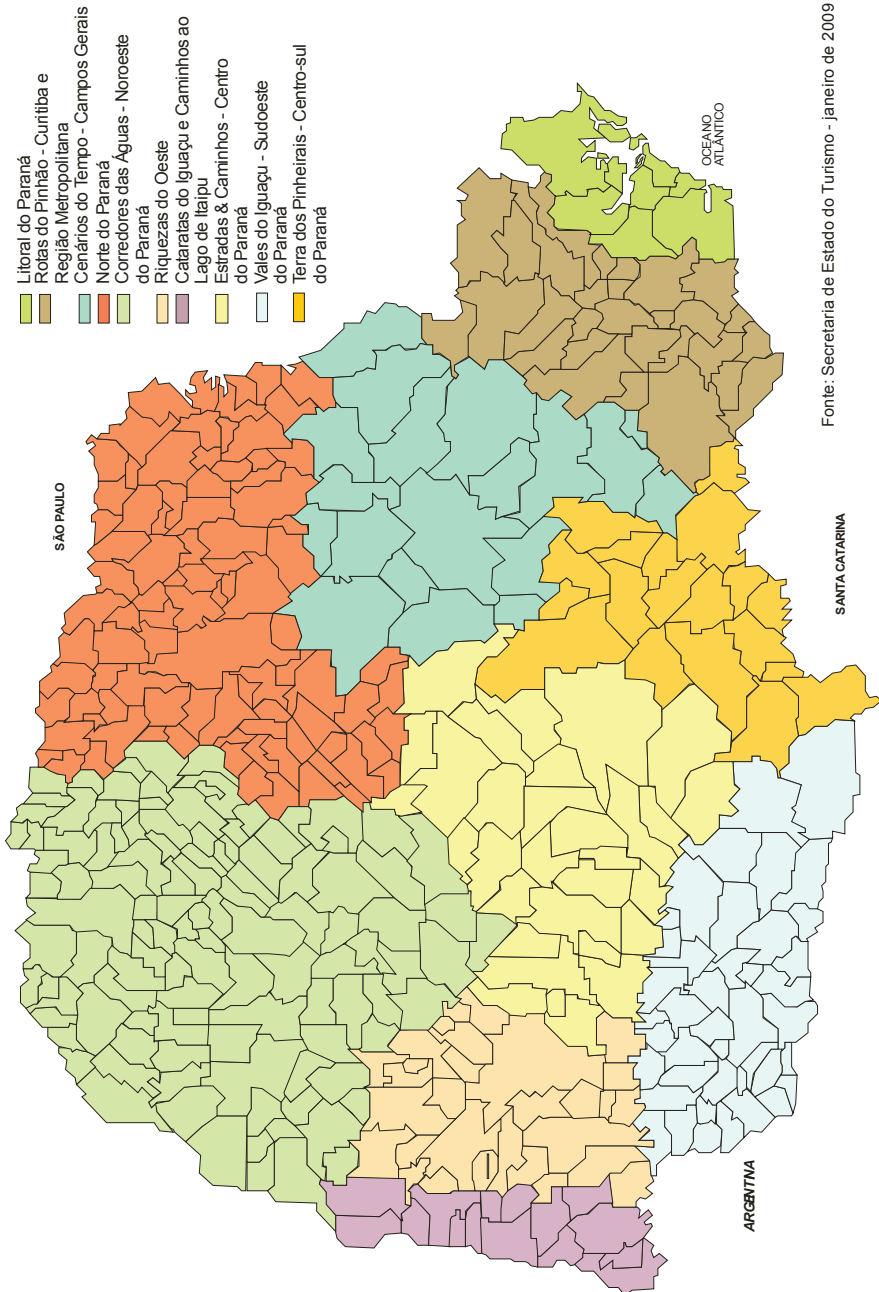 Litoral do Paraná
Rotas do Pinhão - Curitiba e
Região Metropolitana
Cenários do Tempo - Campos Gerais
Norte do Paraná
Corredores das Águas - Noroeste
do Paraná
Riquezas do Oeste
Cataratas do Iguaçu e Caminhos ao
Lago de Itaipu
Estradas & Caminhos - Centro
do Paraná
Vales do Iguaçu - Sudoeste
do Paraná
Terra dos Pinheirais - Centro-sul
do Paraná
SÃO PAULO
OCEANO
ATLÂNTICO
SANTA CATARINA
ARGENTNA
Fonte: Secretaria de Estado do Turismo - janeiro de 2009